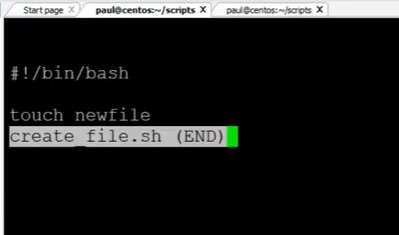 Start page X paul@centos:~/scripts X paul@centos:~/scripts X
#!/bin/bash
touch newfile
create_file.sh (END)